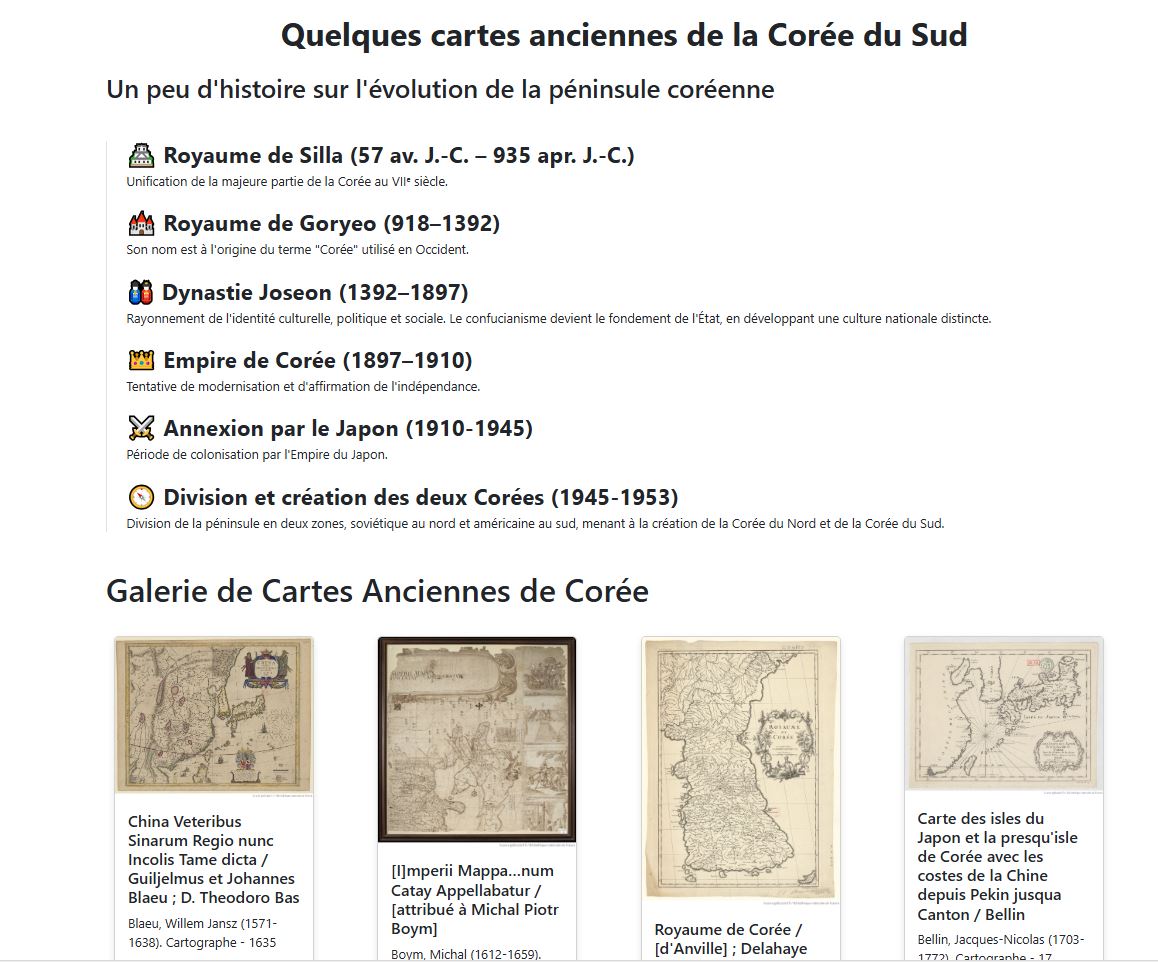 Quelques cartes anciennes de la Corée du Sud
Un peu d'histoire sur l'évolution de la péninsule coréenne
Royaume de Silla (57 av. J.-C. – 935 apr. J.-C.)
Unification de la majeure partie de la Corée au VIIᵉ siècle.
Royaume de Goryeo (918–1392)
Son nom est à l'origine du terme "Corée" utilisé en Occident.
Dynastie Joseon (1392–1897)
Rayonnement de l'identité culturelle, politique et sociale. Le confucianisme devient le fondement de l'État, en développant une culture nationale distincte.
Empire de Corée (1897–1910)
Tentative de modernisation et d'affirmation de l'indépendance.
Annexion par le Japon (1910-1945)
Période de colonisation par l'Empire du Japon.
Division et création des deux Corées (1945-1953)
Division de la péninsule en deux zones, soviétique au nord et américaine au sud, menant à la création de la Corée du Nord et de la Corée du Sud.
Galerie de Cartes Anciennes de Corée
CHINA
China Veteribus
Sinarum Regio nunc
Incolis Tame dicta /
Guiljelmus et Johannes
Blaeu ; D. Theodoro Bas
Blaeu, Willem Jansz (1571-
1638). Cartographe - 1635
[I]mperii Mappa...num
Catay Appellabatur /
[attribué à Michal Piotr
Boym]
Boym, Michal (1612-1659).
ROYAUME
DE
CORÉE
Royaume de Corée /
[d'Anville] ; Delahaye
Carte des isles du
Japon et la presqu'isle
de Corée avec les
costes de la Chine
depuis Pekin jusqua
Canton / Bellin
Bellin, Jacques-Nicolas (1703-
1772). Cartographe - 17